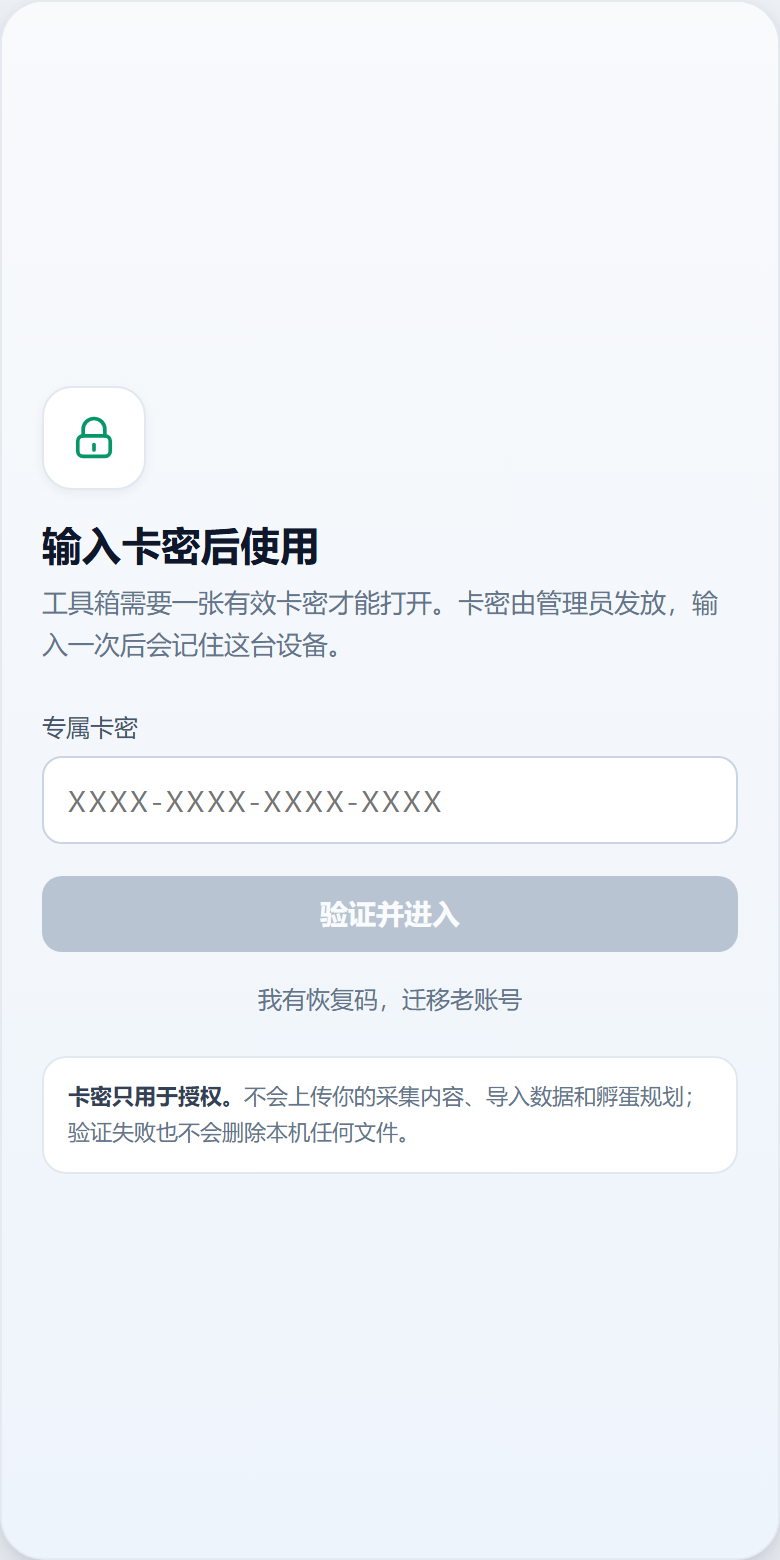 输入卡密后使用
工具箱需要一张有效卡密才能打开。卡密由管理员发放，输
入一次后会记住这台设备。
专属卡密
XXXX-XXXX-XXXX-XXXX
验证并进入
我有恢复码，迁移老账号
卡密只用于授权。不会上传你的采集内容、导入数据和孵蛋规划；
验证失败也不会删除本机任何文件。